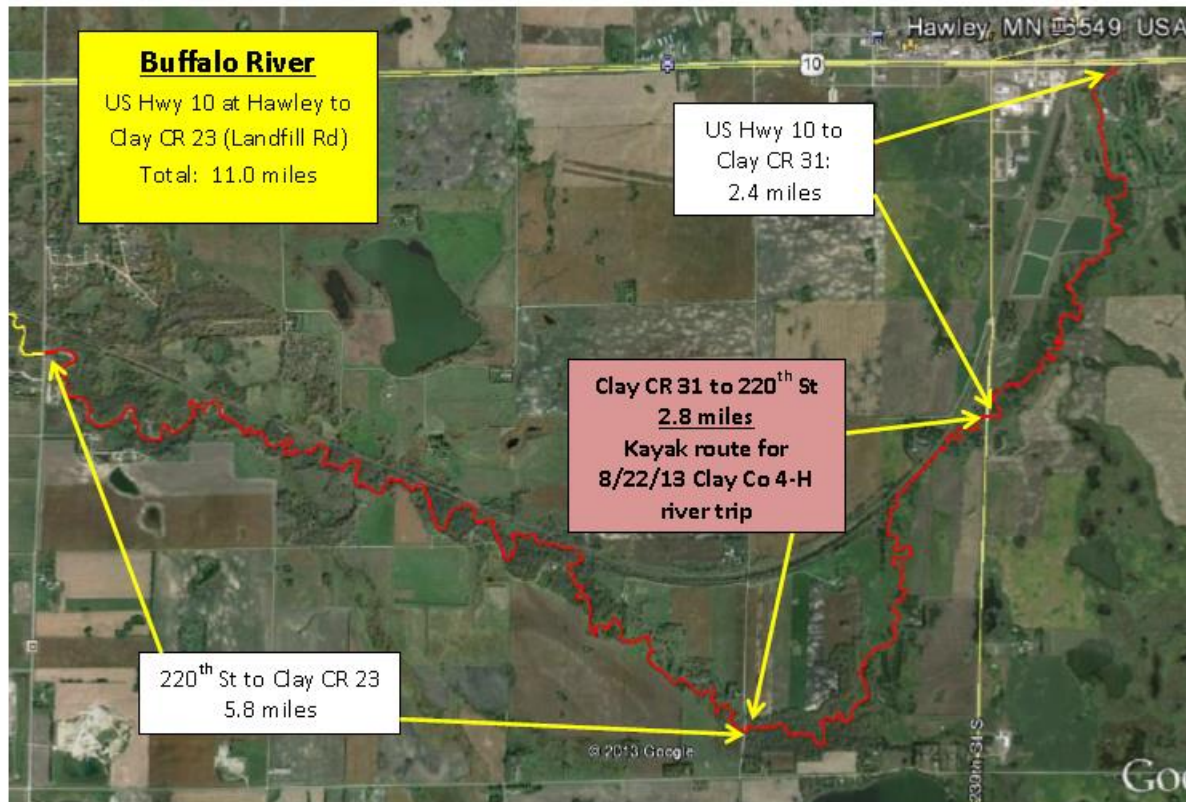 Buffalo River
US Hwy 10 at Hawley to
Clay CR 23 (Landfill Rd)
Total: 11.0 miles
Hawley, MN 56549 USA
10
US Hwy 10 to
Clay CR 31:
2.4 miles
Clay CR 31 to 220th St
2.8 miles
Kayak route for
8/22/13 Clay Co 4-H
river trip
220th St to Clay CR 23
5.8 miles
© 2013 Google
230th St S
Goo